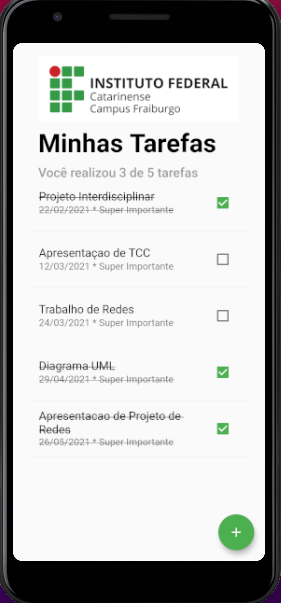 INSTITUTO FEDERAL
Catarinense
Campus Fraiburgo
Minhas Tarefas
Você realizou 3 de 5 tarefas
Projeto Interdisciplinar
22/02/2021 * Super Importante
Apresentaçao de TCC
12/03/2021 * Super Importante
Trabalho de Redes
24/03/2021 * Super Importante
Diagrama UML
29/04/2021 * Super Importante
Apresentacao de Projeto de
Redes
26/05/2021 * Super Importante
+